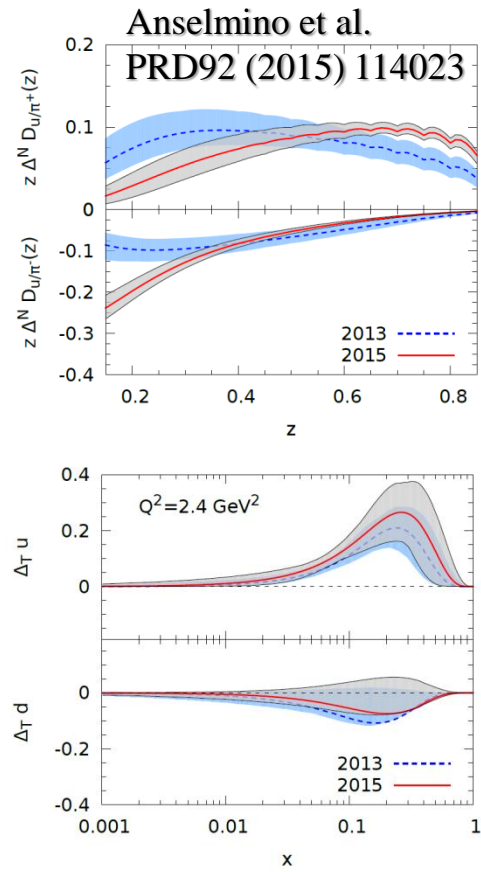 Anselmino et al.
PRD92 (2015) 114023
0.2
0.1
0
z Δ^N D_{u/π⁺}(z)
-0.1
-0.2
-0.3
-0.4
z Δ^N D_{u/π⁻}(z)
2013
2015
0.2 0.4 0.6 0.8
z
0.4
0.2
0
Δ_T u
Q²=2.4 GeV²
0
-0.2
-0.4
Δ_T d
2013
2015
0.001 0.01 0.1 1
x